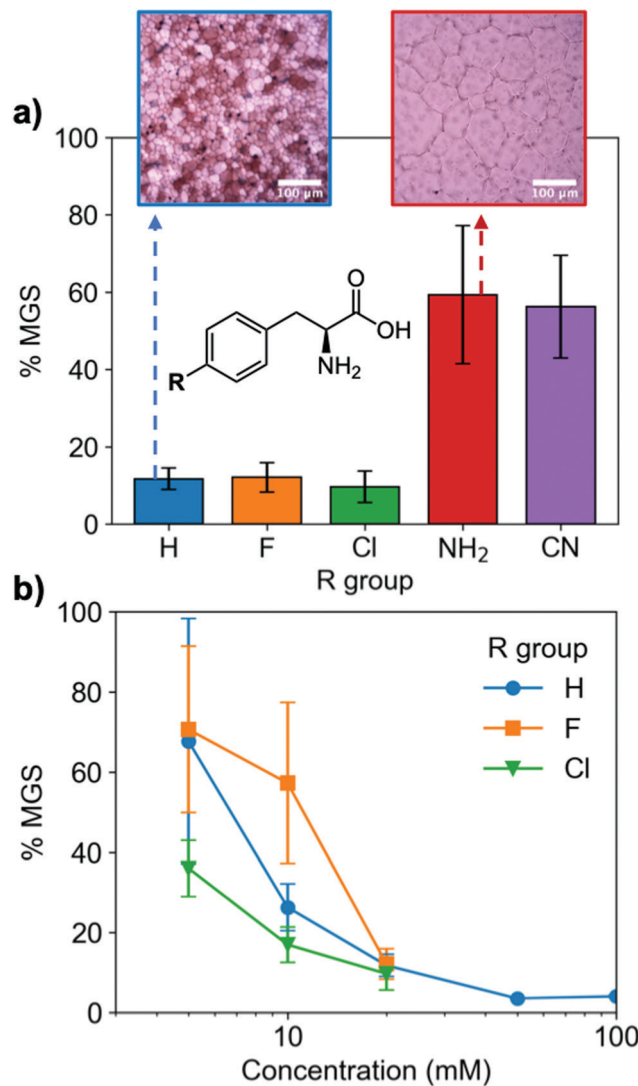 a)
100 μm
100 μm
% MGS
100
80
60
40
20
0
O
OH
NH₂
R
H
F
Cl
NH₂
CN
R group
b)
% MGS
100
80
60
40
20
0
R group
H
F
Cl
10
100
Concentration (mM)